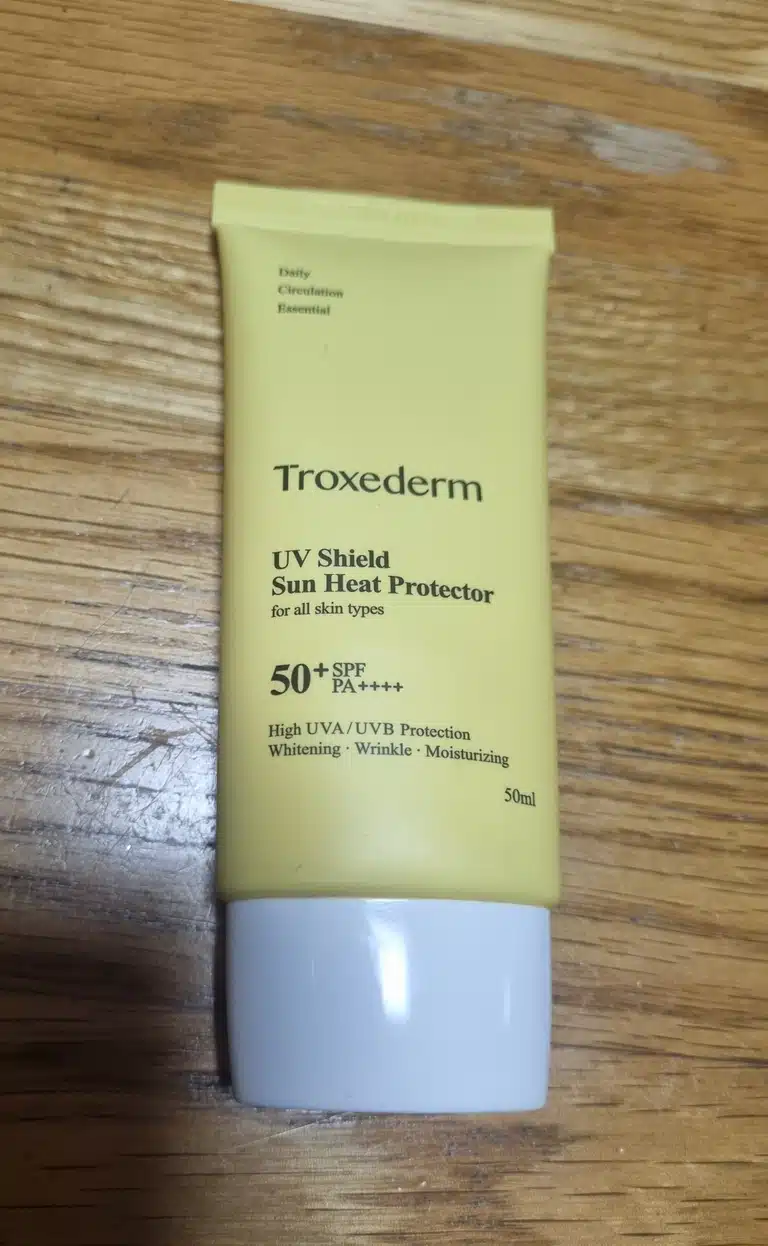 Daily
Circulation
Essential
Troxederm
UV Shield
Sun Heat Protector
for all skin types
50+ SPF
PA++++
High UVA/UVB Protection
Whitening · Wrinkle · Moisturizing
50ml